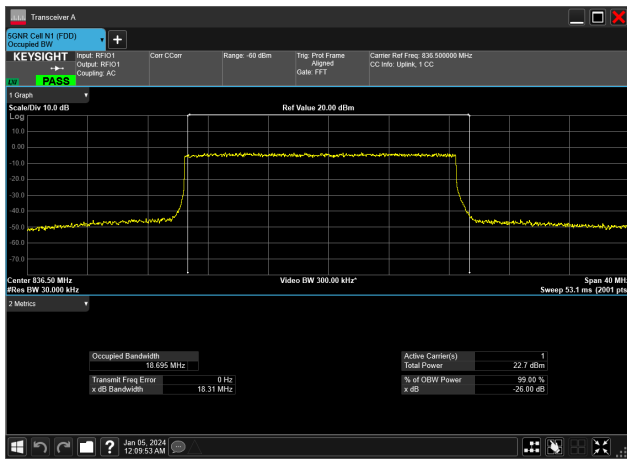 Transceiver A
5GNR Cell N1 (FDD)
Occupied BW
+
KEYSIGHT
Input: RFIO1
Output: RFIO1
Coupling: AC
Corr CCorr
Range: -60 dBm
Trig: Prot Frame
Aligned
Gate: FFT
Carrier Ref Freq: 836.500000 MHz
CC Info: Uplink, 1 CC
PASS
1 Graph
Scale/Div 10.0 dB
Ref Value 20.00 dBm
Log
10.0
0.00
-10.0
-20.0
-30.0
-40.0
-50.0
-60.0
-70.0
Center 836.50 MHz
Video BW 300.00 kHz*
Span 40 MH
#Res BW 30.000 kHz
Sweep 53.1 ms (2001 pts
2 Metrics
Occupied Bandwidth
18.695 MHz
Transmit Freq Error 0 Hz
x dB Bandwidth 18.31 MHz
Active Carrier(s) 1
Total Power 22.7 dBm
% of OBW Power 99.00 %
x dB -26.00 dB
?
Jan 05, 2024
12:09:53 AM